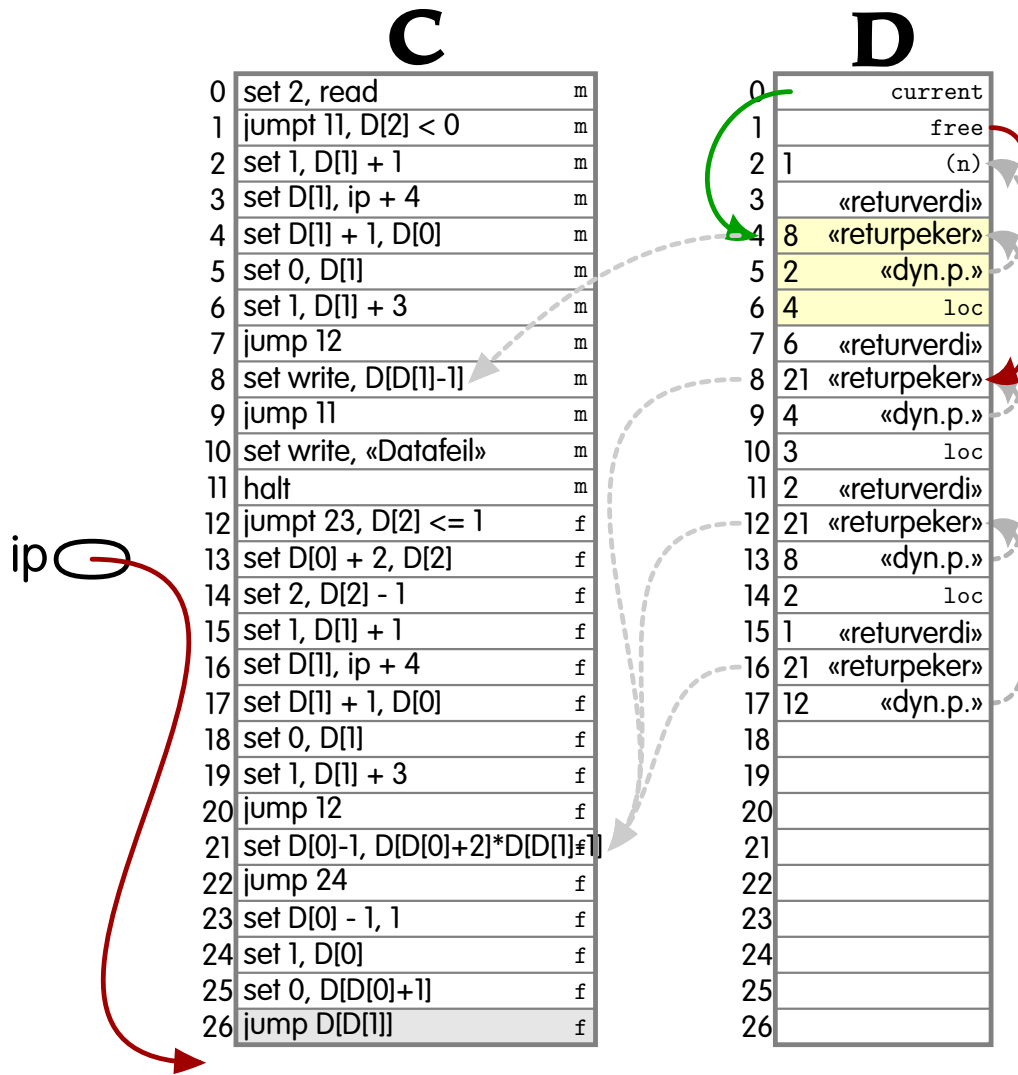 C D
0 set 2, read m
1 jumpt 11, D[2] < 0 m
2 set 1, D[1] + 1 m
3 set D[1], ip + 4 m
4 set D[1] + 1, D[0] m
5 set 0, D[1] m
6 set 1, D[1] + 3 m
7 jump 12 m
8 set write, D[D[1]-1] m
9 jump 11 m
10 set write, «Datafeil» m
11 halt m
12 jumpt 23, D[2] <= 1 f
13 set D[0] + 2, D[2] f
14 set 2, D[2] - 1 f
15 set 1, D[1] + 1 f
16 set D[1], ip + 4 f
17 set D[1] + 1, D[0] f
18 set 0, D[1] f
19 set 1, D[1] + 3 f
20 jump 12 f
21 set D[0]-1, D[D[0]+2]*D[D[1]-1] f
22 jump 24 f
23 set D[0] - 1, 1 f
24 set 1, D[0] f
25 set 0, D[D[0]+1] f
26 jump D[D[1]] f
ip
0 current
1 free
2 1 (n)
3 «returverdi»
4 8 «returpeker»
5 2 «dyn.p.»
6 4 loc
7 6 «returverdi»
8 21 «returpeker»
9 4 «dyn.p.»
10 3 loc
11 2 «returverdi»
12 21 «returpeker»
13 8 «dyn.p.»
14 2 loc
15 1 «returverdi»
16 21 «returpeker»
17 12 «dyn.p.»
18
19
20
21
22
23
24
25
26